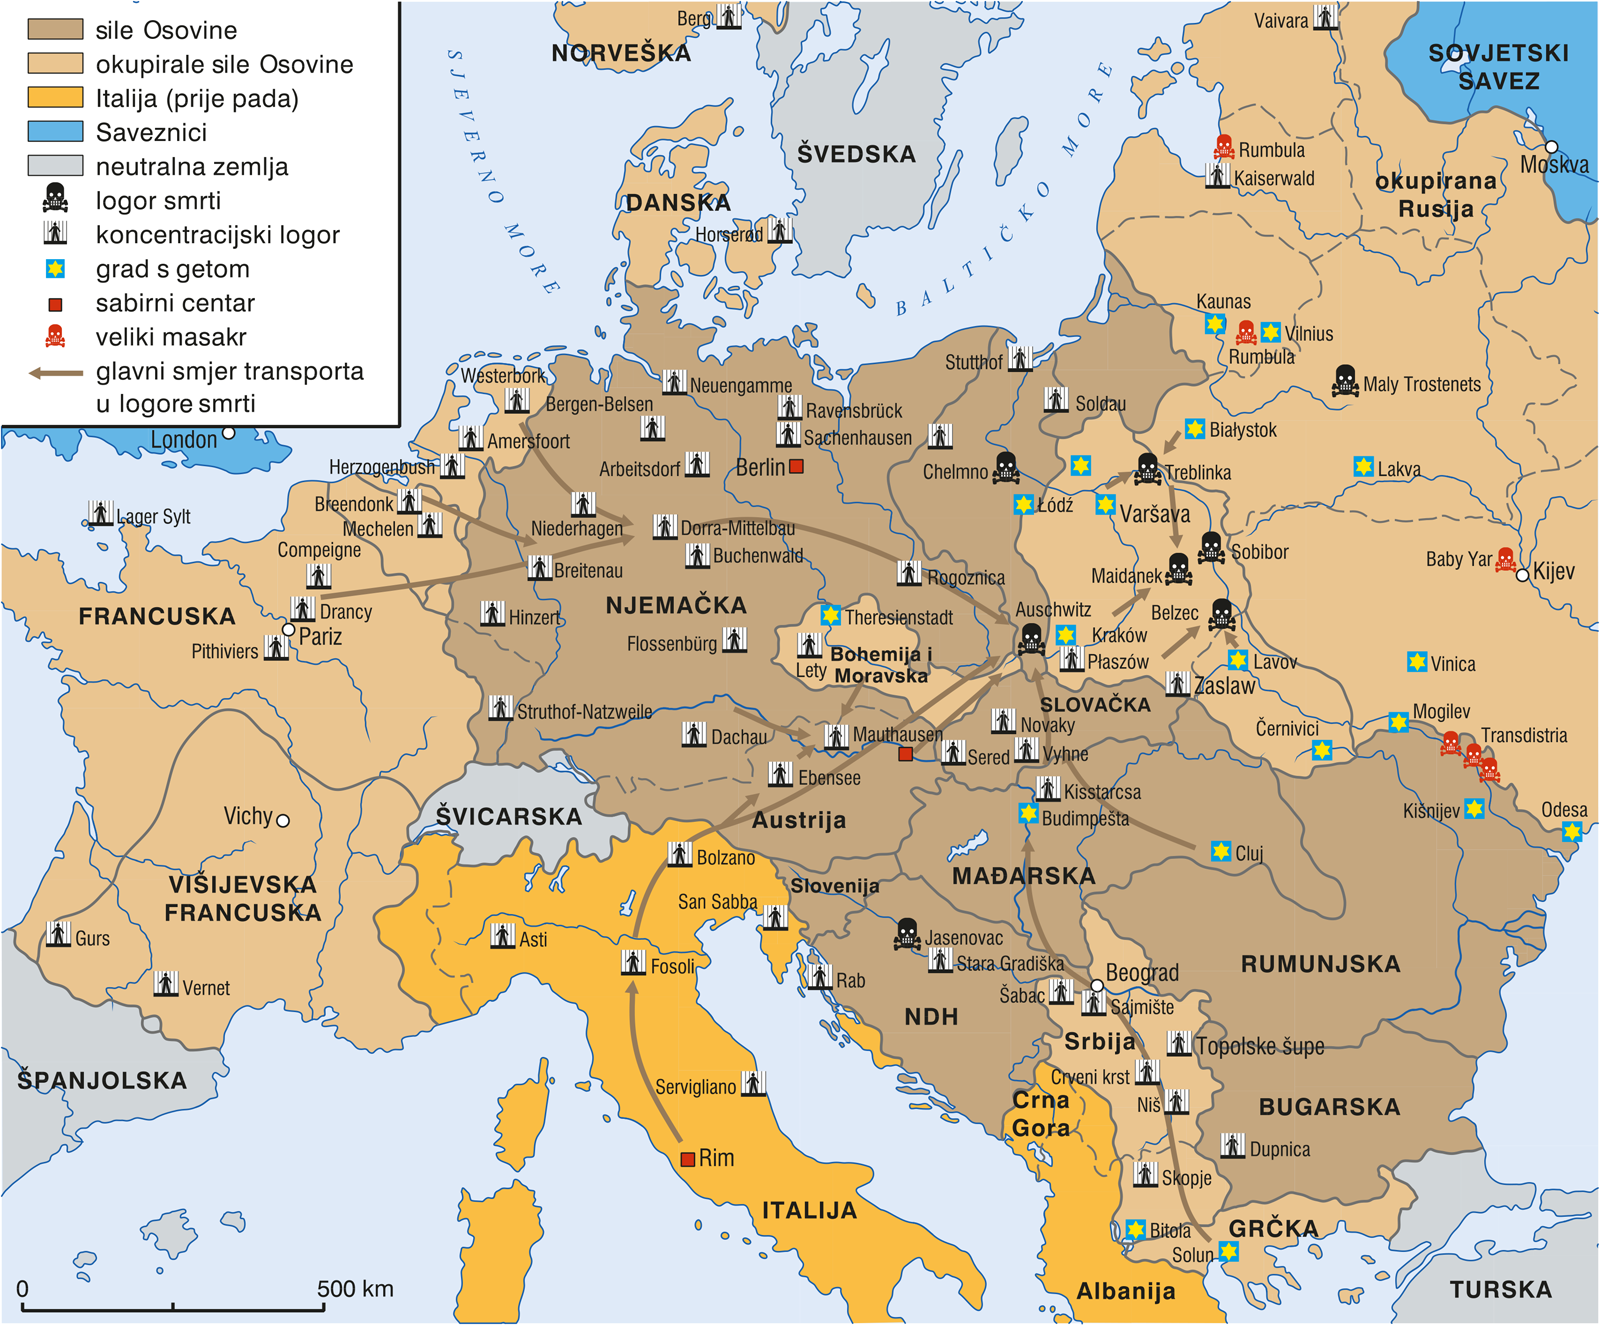 sile Osovine
okupirale sile Osovine
Italija (prije pada)
Saveznici
neutralna zemlja
logor smrti
koncentracijski logor
grad s getom
sabirni centar
veliki masakr
glavni smjer transporta
u logore smrti
Berg
NORVEŠKA
Vaivara
SOVJETSKI
SAVEZ
SJEVERNO MORE
BALTIČKO MORE
ŠVEDSKA
Rumbula
Kaiserwald
Moskva
okupirana
Rusija
DANSKA
Horserød
Kaunas
Vilnius
Rumbula
Stutthof
Maly Trostenets
Westerbork
Neuengamme
Bergen-Belsen
Ravensbrück
Soldau
Sachenhausen
Białystok
London
Amersfoort
Herzogenbush
Arbeitsdorf
Berlin
Chelmno
Treblinka
Lakva
Breendonk
Łódź
Varšava
Lager Sylt
Mechelen
Niederhagen
Dorra-Mittelbau
Compeigne
Buchenwald
Sobibor
Baby Yar
Kijev
Breitenau
Rogoznica
Maidanek
FRANCUSKA
Drancy
Hinzert
NJEMAČKA
Theresienstadt
Auschwitz
Belzec
Pariz
Kraków
Pithiviers
Flossenbürg
Lety
Bohemija i
Moravska
Płaszów
Lavov
Vinica
Zaslaw
SLOVAČKA
Struthof-Natzweile
Novaky
Mogilev
Dachau
Mauthausen
Černivici
Transdistria
Sered
Vyhne
Ebensee
Kisstarcsa
Vichy
ŠVICARSKA
Austrija
Budimpešta
Kišnijev
Odesa
Bolzano
Cluj
VIŠIJEVSKA
FRANCUSKA
Slovenija
MAĐARSKA
San Sabba
Gurs
Asti
Jasenovac
Fosoli
Stara Gradiška
RUMUNJSKA
Vernet
Rab
Beograd
Šabac
Sajmište
NDH
Srbija
Topolske šupe
ŠPANJOLSKA
Servigliano
Crveni krst
Crna
Gora
Niš
BUGARSKA
Rim
Dupnica
Skopje
ITALIJA
Bitola
GRČKA
Solun
Albanija
TURSKA
0 500 km